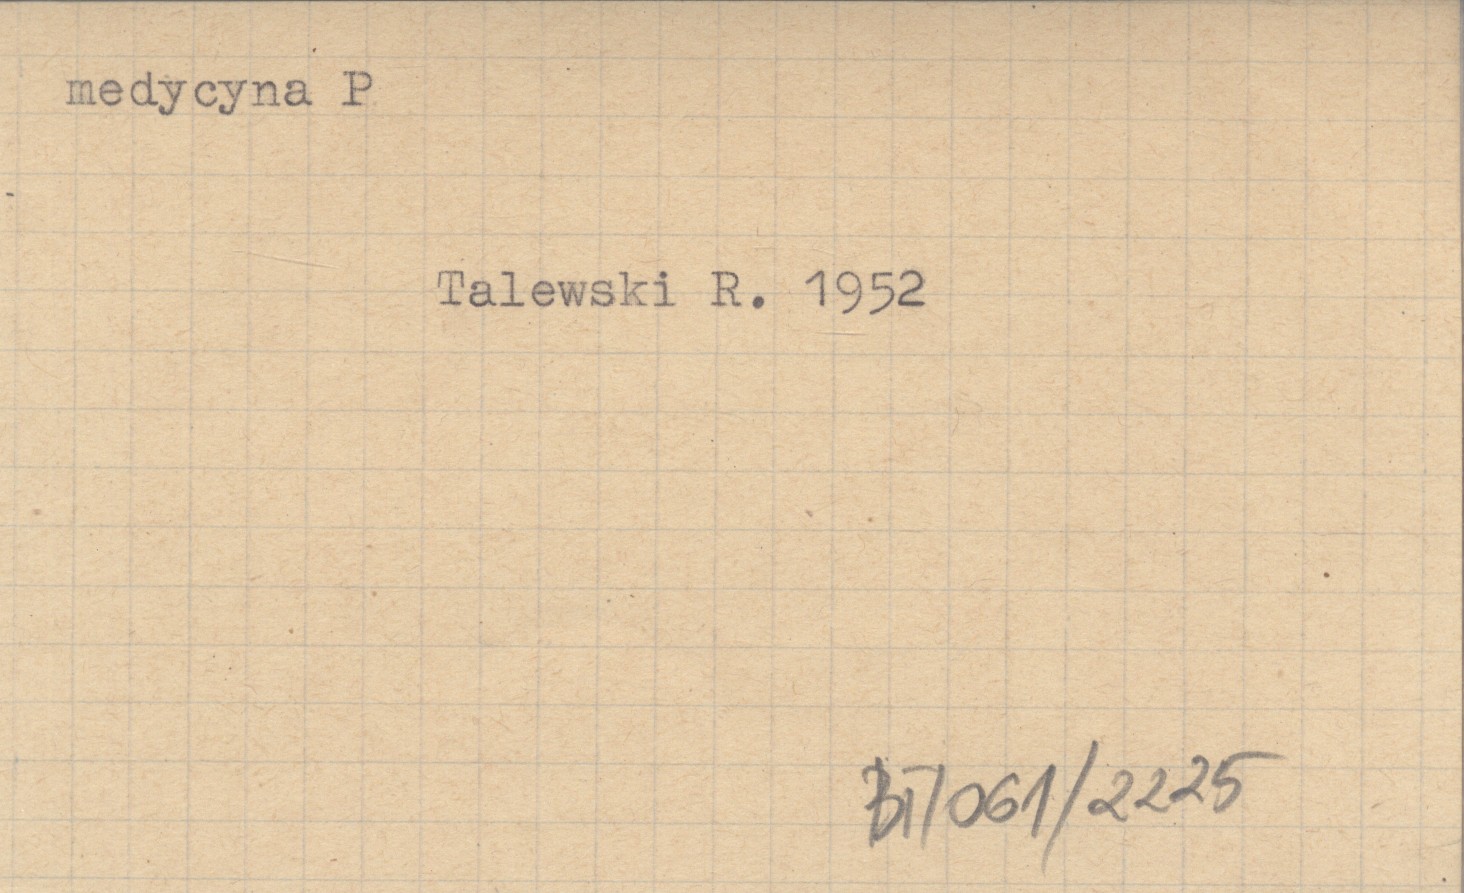 medycyna P
Talewski R. 1952
BI/061/2225